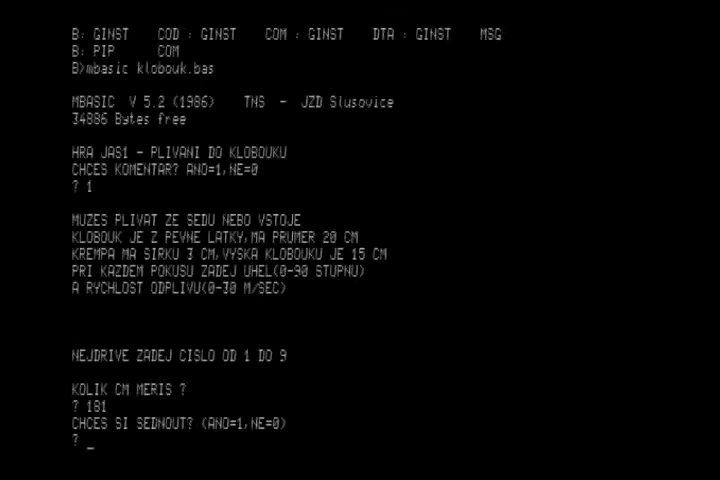 B: GINST    COD : GINST    COM : GINST    DTA : GINST    MSG
B: PIP      COM
B>mbasic klobouk.bas
MBASIC  V 5.2 (1986)    TNS  -  JZD Slusovice
34886 Bytes free
HRA JAS1 - PLIVANI DO KLOBOUKU
CHCES KOMENTAR? ANO=1,NE=0
? 1
MUZES PLIVAT ZE SEDU NEBO VSTOJE
KLOBOUK JE Z PEVNE LATKY,MA PRUMER 20 CM
KREMPA MA SIRKU 3 CM,VYSKA KLOBOUKU JE 15 CM
PRI KAZDEM POKUSU ZADEJ UHEL(0-90 STUPNU)
A RYCHLOST ODPLIVU(0-30 M/SEC)
NEJDRIVE ZADEJ CISLO OD 1 DO 9
KOLIK CM MERIS ?
? 181
CHCES SI SEDNOUT? (ANO=1,NE=0)
? _